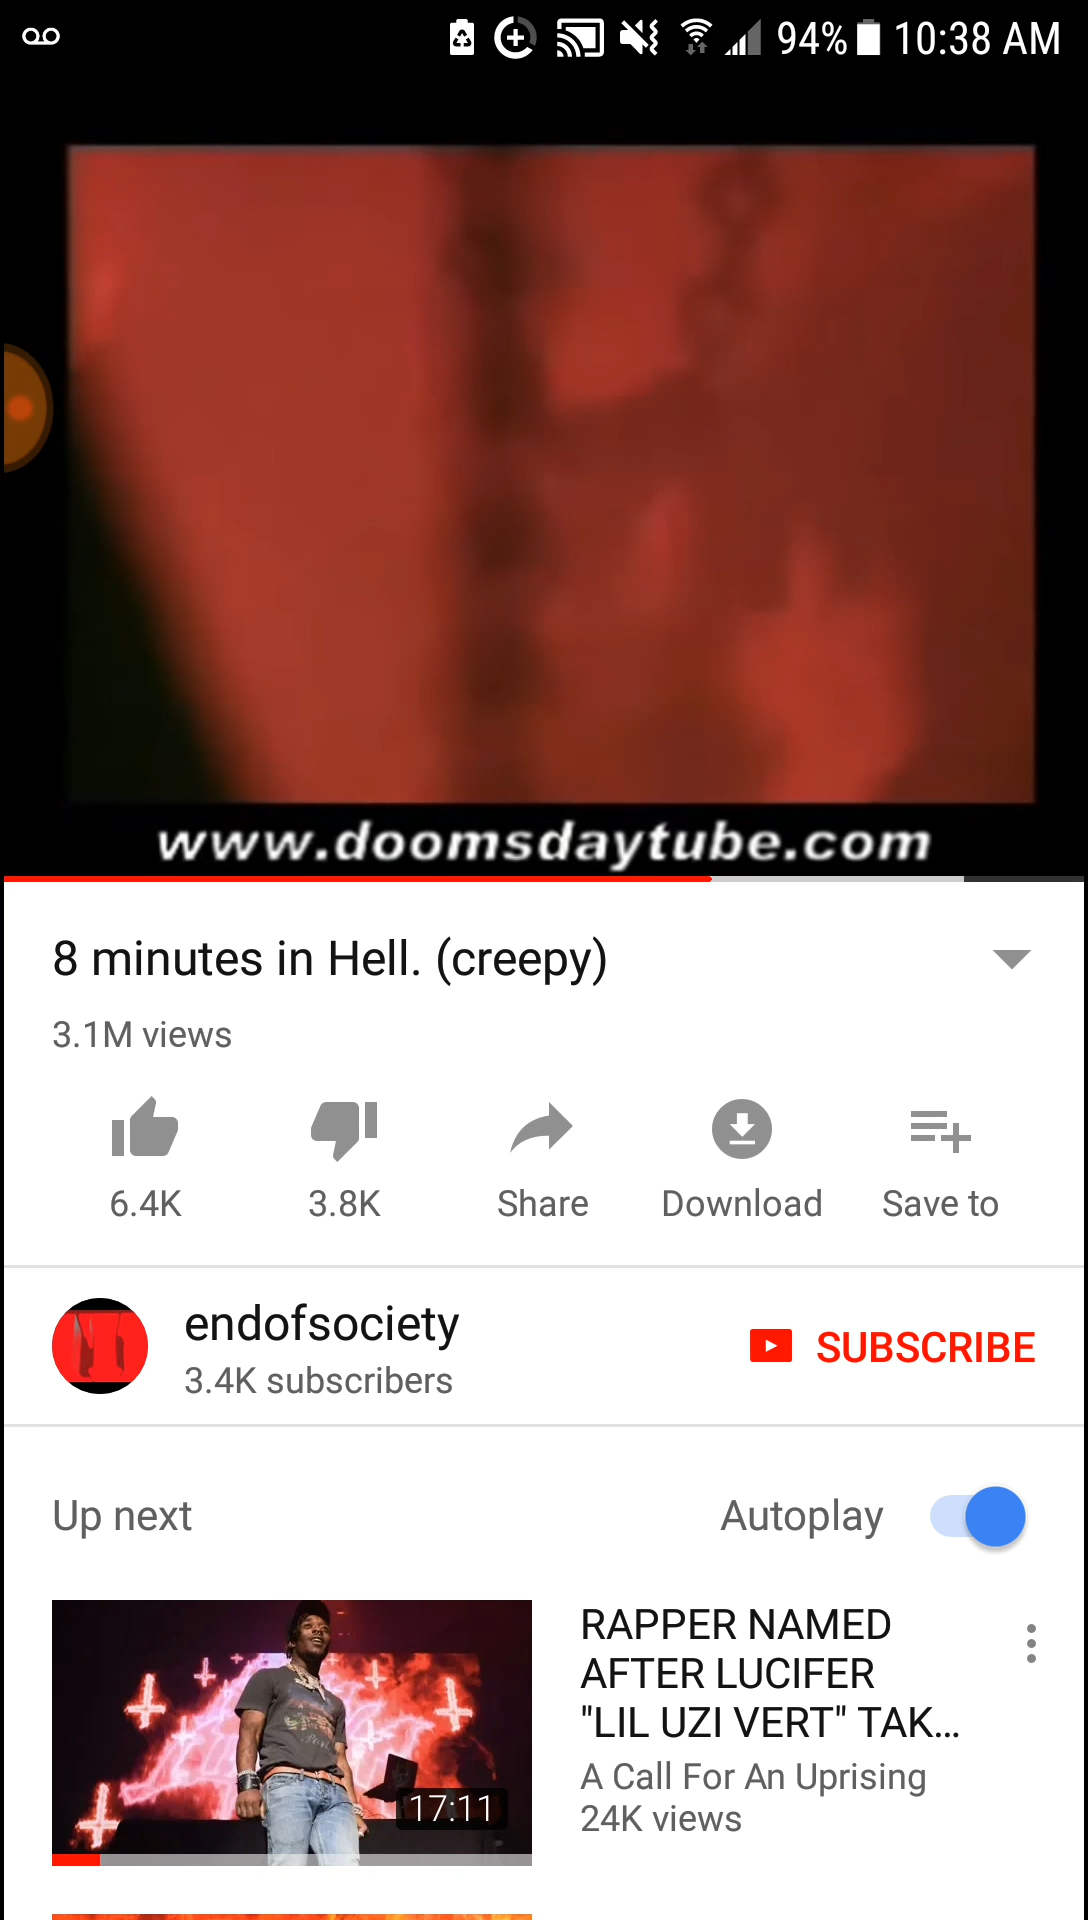 94% 10:38 AM
www.doomsdaytube.com
8 minutes in Hell. (creepy)
3.1M views
6.4K 3.8K Share Download Save to
endofsociety
3.4K subscribers
SUBSCRIBE
Up next Autoplay
RAPPER NAMED
AFTER LUCIFER
"LIL UZI VERT" TAK...
A Call For An Uprising
24K views
17:11